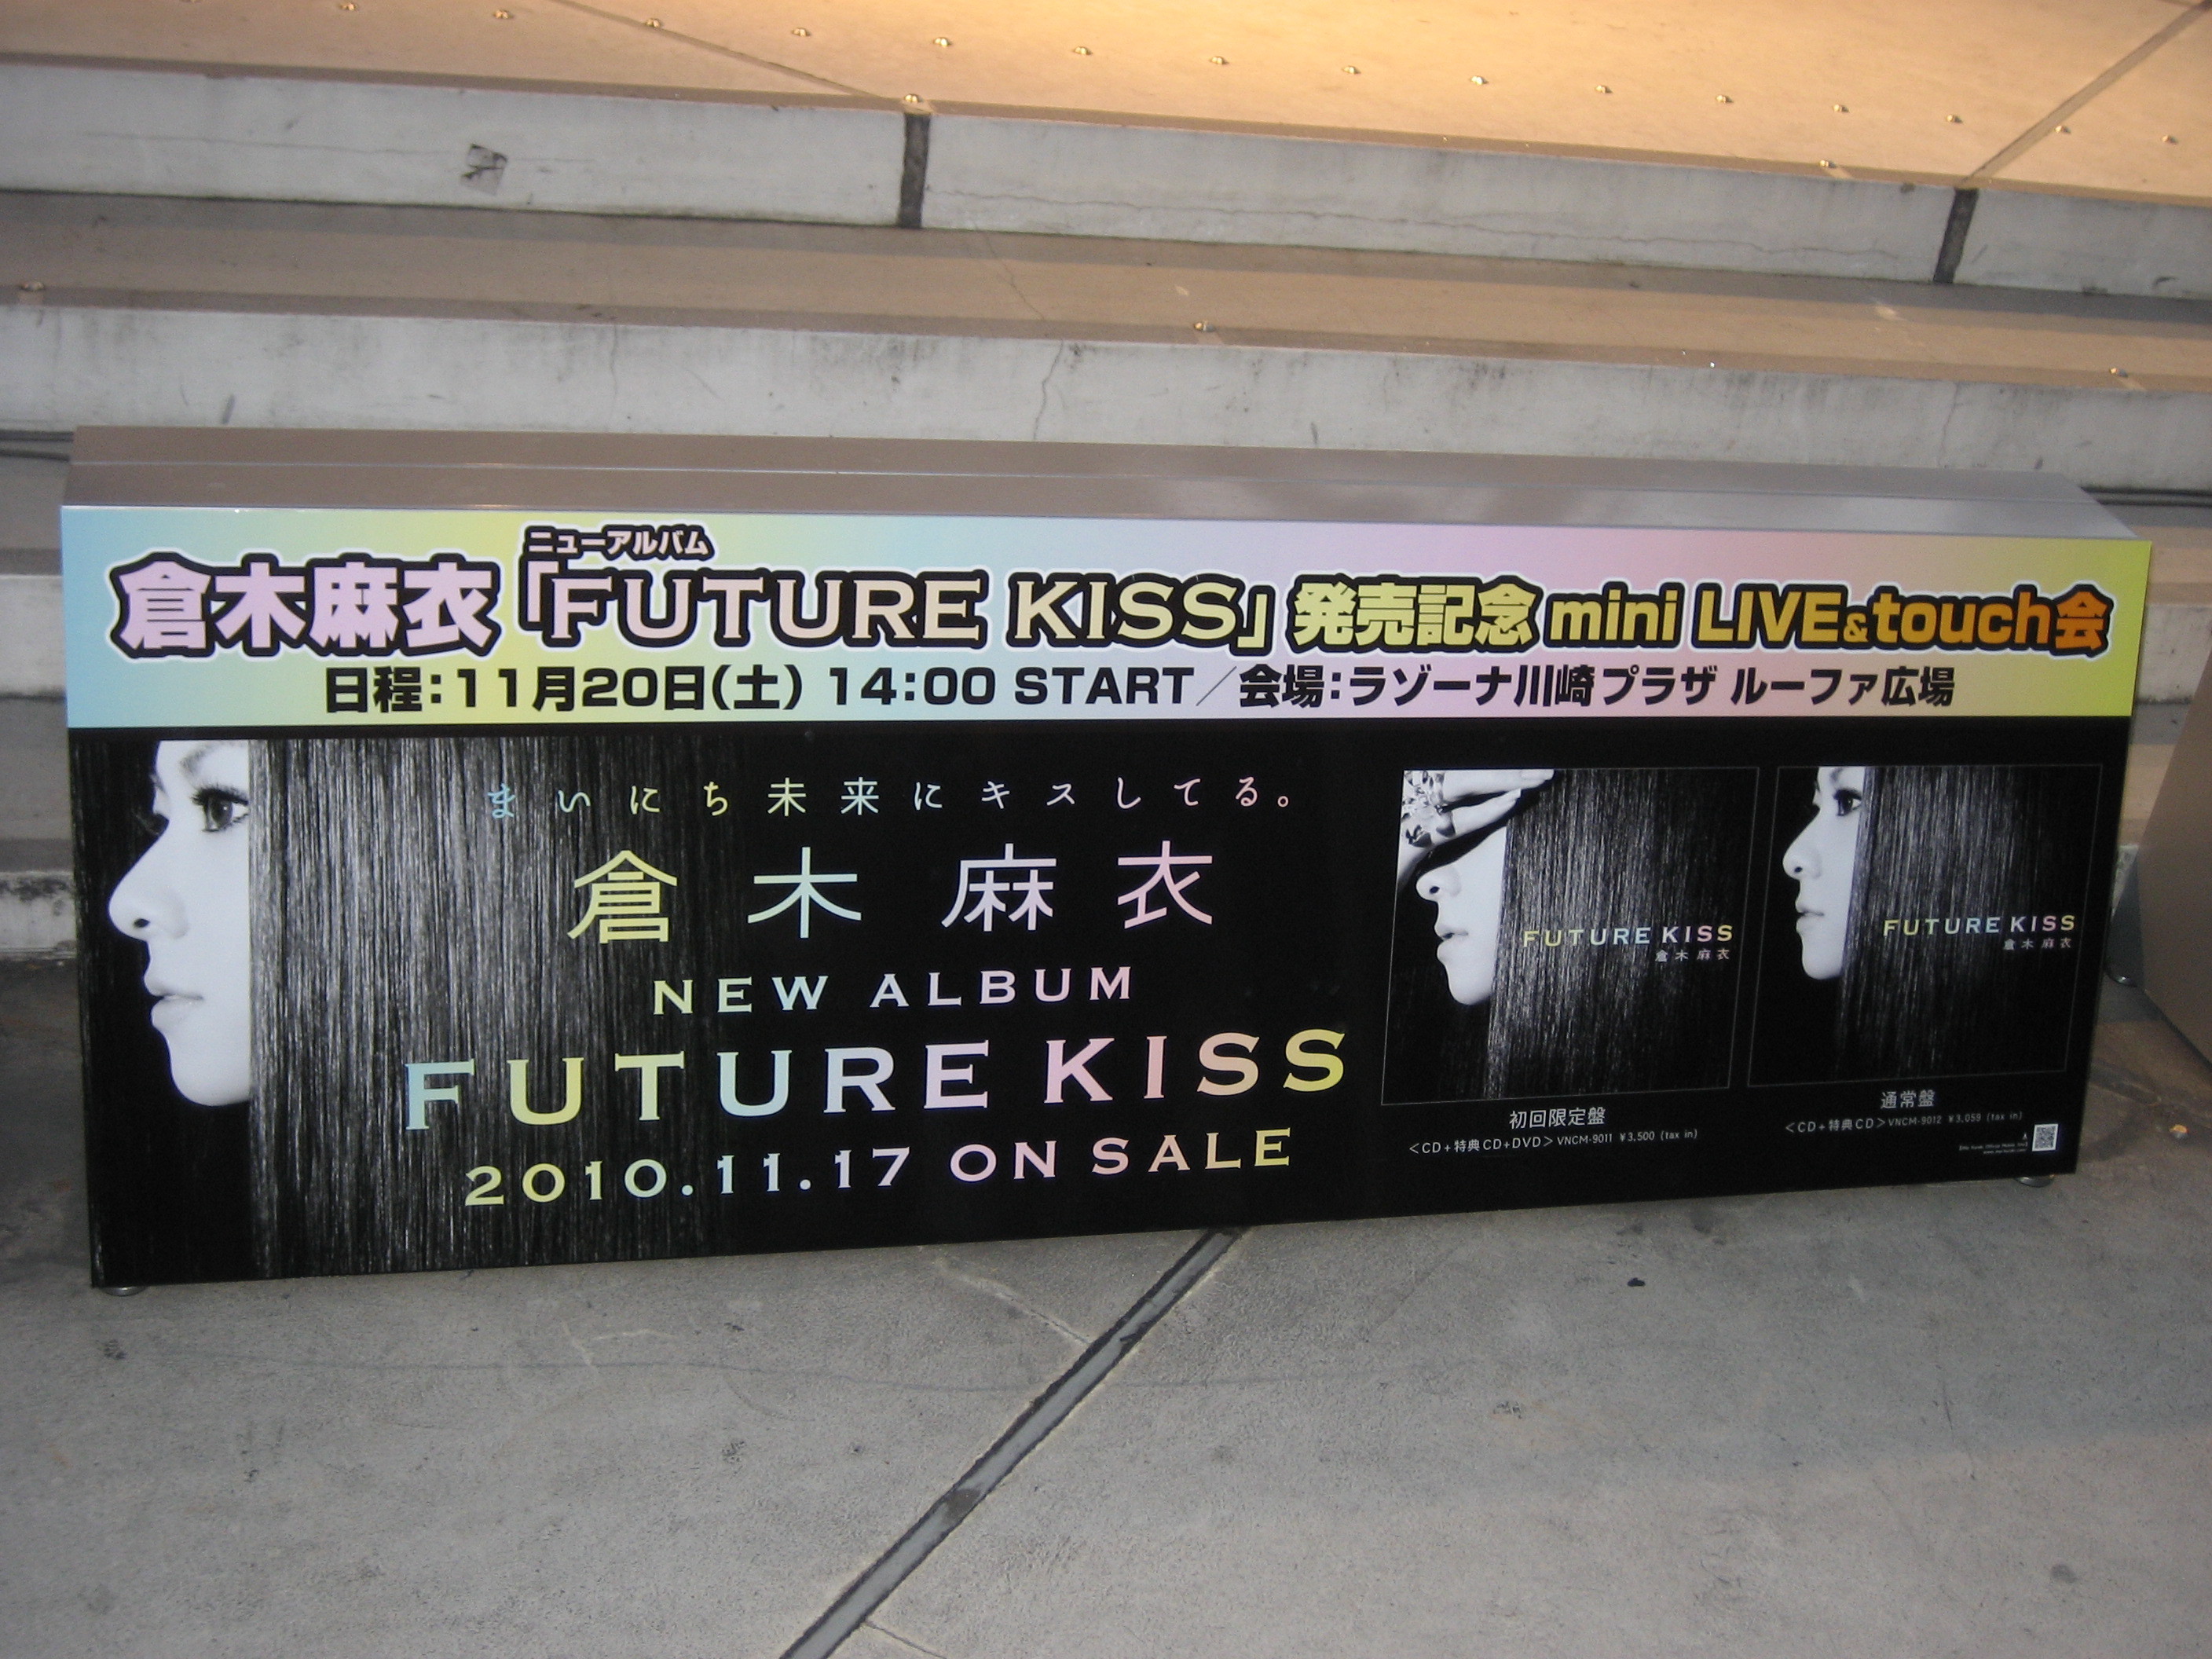 ニューアルバム
倉木麻衣「FUTURE KISS」発売記念 mini LIVE&touch会
日程:11月20日(土) 14:00 START/会場:ラゾーナ川崎プラザ ルーファ広場
まいにち未来にキスしてる。
倉木麻衣
NEW ALBUM
FUTURE KISS
2010.11.17 ON SALE
FUTURE KISS
倉木麻衣
初回限定盤
<CD+特典CD+DVD> VNCM-9011 ¥3,500 (tax in)
FUTURE KISS
倉木麻衣
通常盤
<CD+特典CD> VNCM-9012 ¥3,059 (tax in)